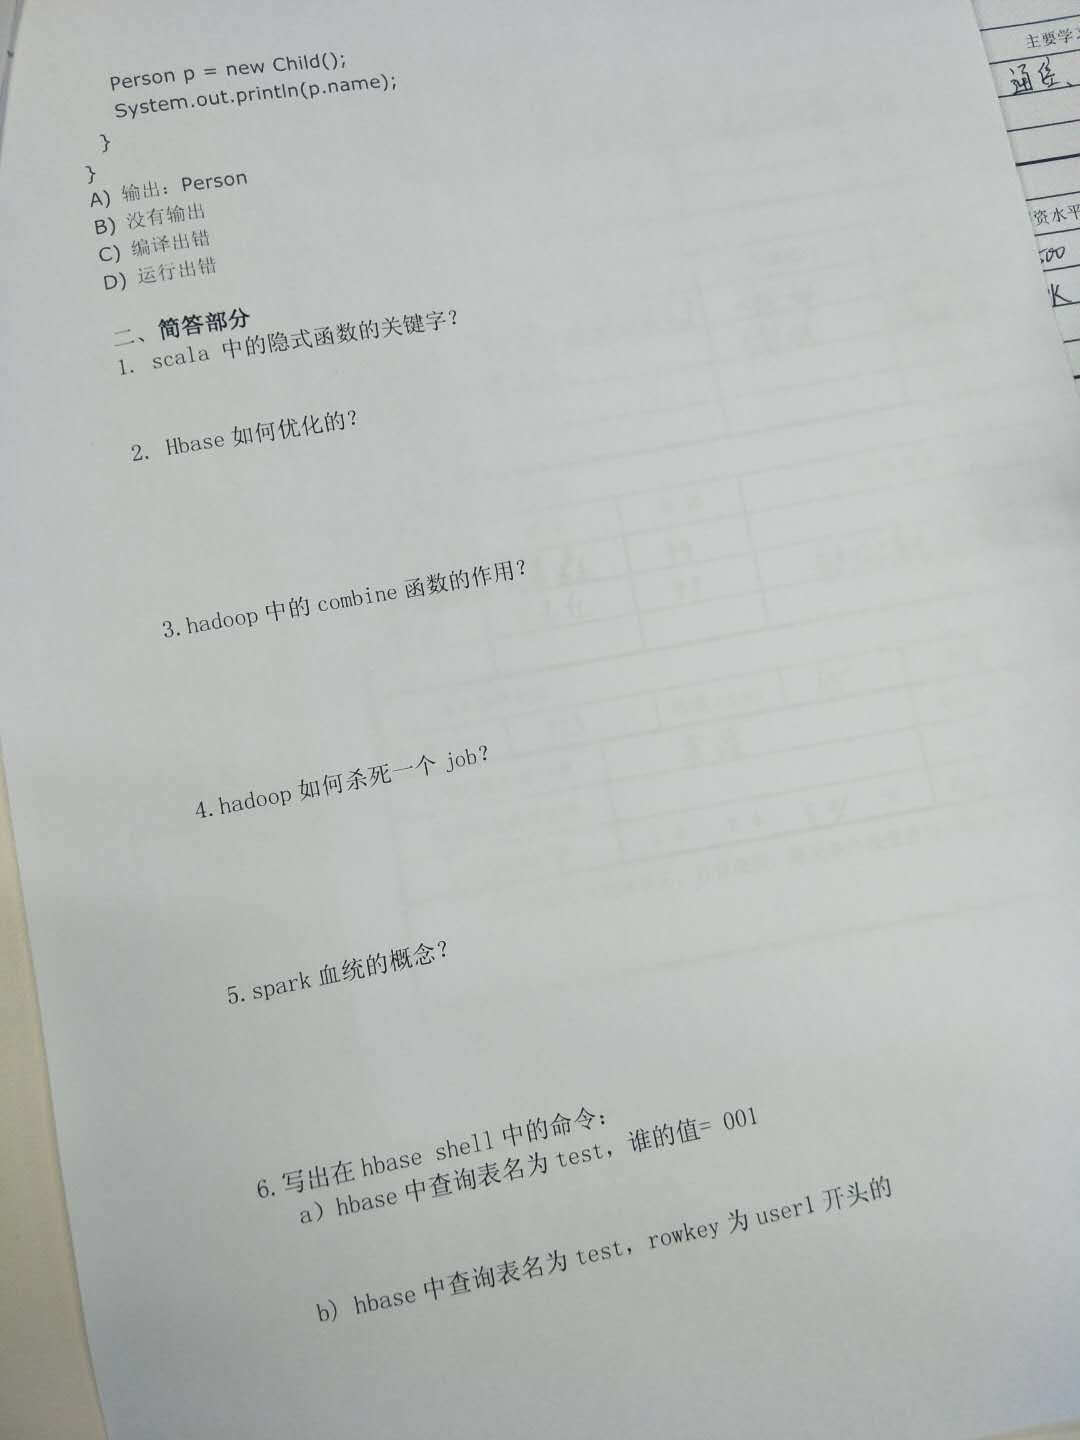 Person p = new Child();
System.out.println(p.name);
}
}
A) 输出：Person
B) 没有输出
C) 编译出错
D) 运行出错
二、简答部分
1. scala 中的隐式函数的关键字？
2. Hbase 如何优化的？
3.hadoop 中的 combine 函数的作用？
4.hadoop 如何杀死一个 job？
5.spark 血统的概念？
6.写出在 hbase shell 中的命令：
a）hbase 中查询表名为 test，谁的值= 001
b）hbase 中查询表名为 test，rowkey 为 user1 开头的
主要学
通信、
资水平
500
K